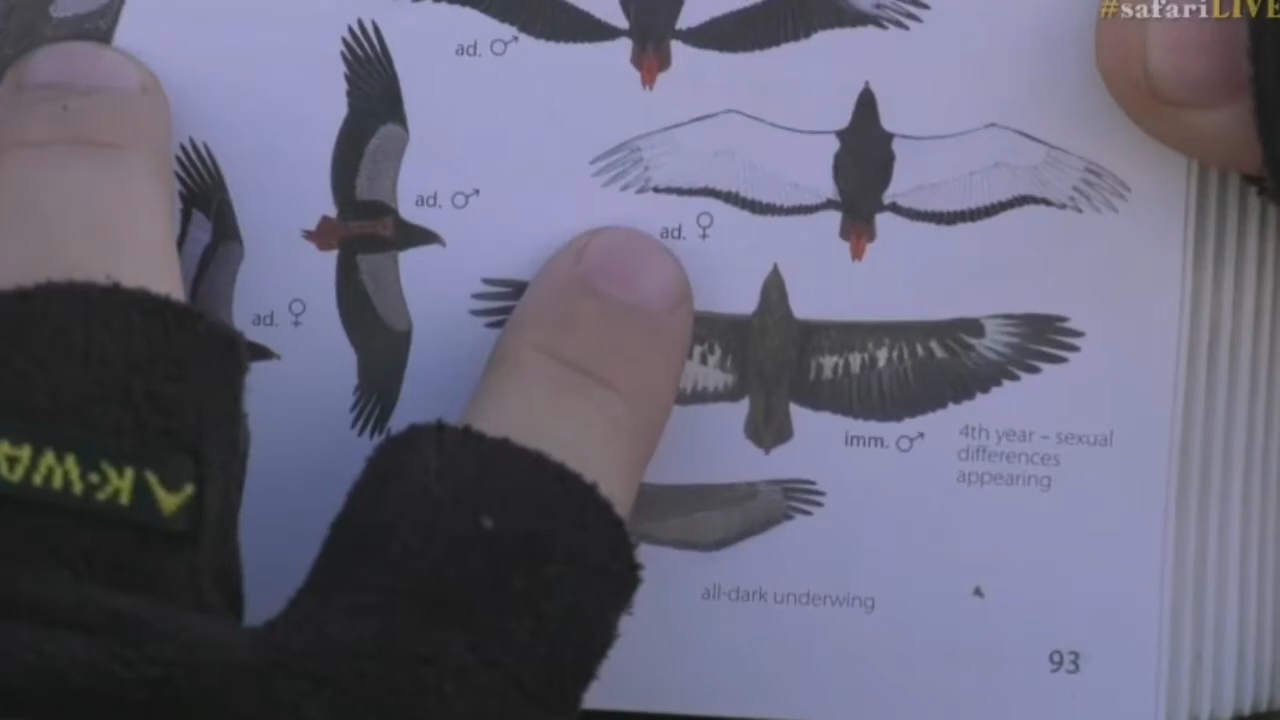 #safariLIVE
ad. ♂
ad. ♂
ad. ♀
ad. ♀
imm. ♂
4th year – sexual
differences
appearing
all-dark underwing
93